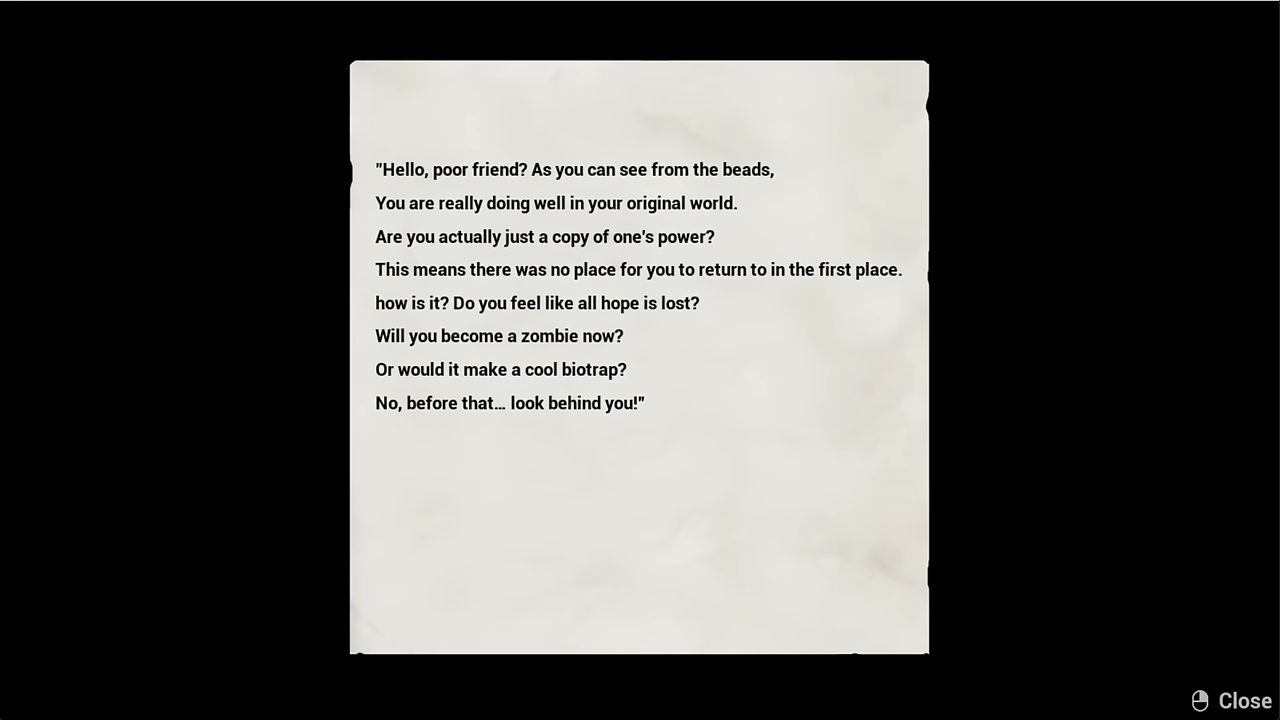 "Hello, poor friend? As you can see from the beads,
You are really doing well in your original world.
Are you actually just a copy of one's power?
This means there was no place for you to return to in the first place.
how is it? Do you feel like all hope is lost?
Will you become a zombie now?
Or would it make a cool biotrap?
No, before that... look behind you!"
Close